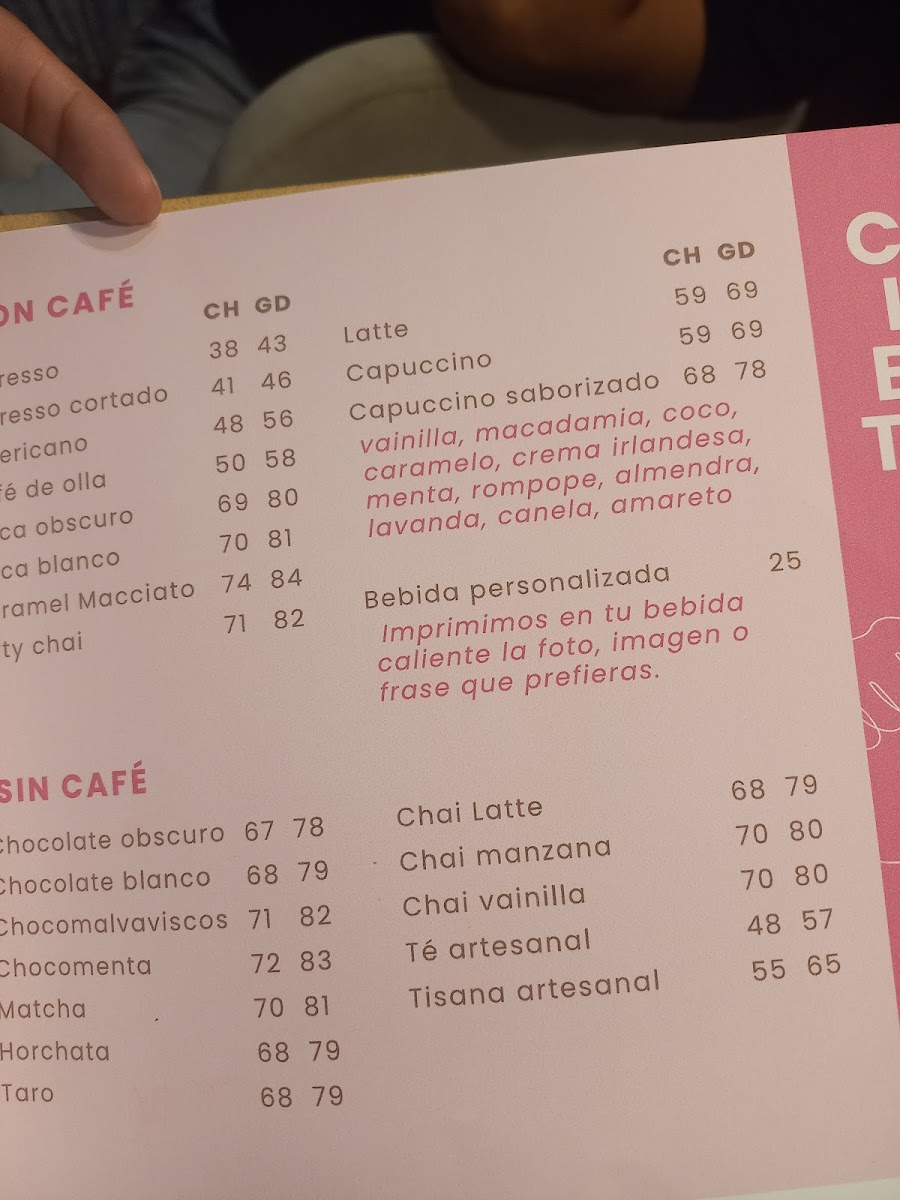 ON CAFÉ
CH GD
resso 38 43
resso cortado 41 46
ericano 48 56
fé de olla 50 58
ca obscuro 69 80
ca blanco 70 81
ramel Macciato 74 84
ty chai 71 82
CH GD
Latte 59 69
Capuccino 59 69
Capuccino saborizado 68 78
vainilla, macadamia, coco,
caramelo, crema irlandesa,
menta, rompope, almendra,
lavanda, canela, amareto
Bebida personalizada 25
Imprimimos en tu bebida
caliente la foto, imagen o
frase que prefieras.
SIN CAFÉ
Chocolate obscuro 67 78
Chocolate blanco 68 79
Chocomalvaviscos 71 82
Chocomenta 72 83
Matcha 70 81
Horchata 68 79
Taro 68 79
Chai Latte 68 79
Chai manzana 70 80
Chai vainilla 70 80
Té artesanal 48 57
Tisana artesanal 55 65
C
I
E
T